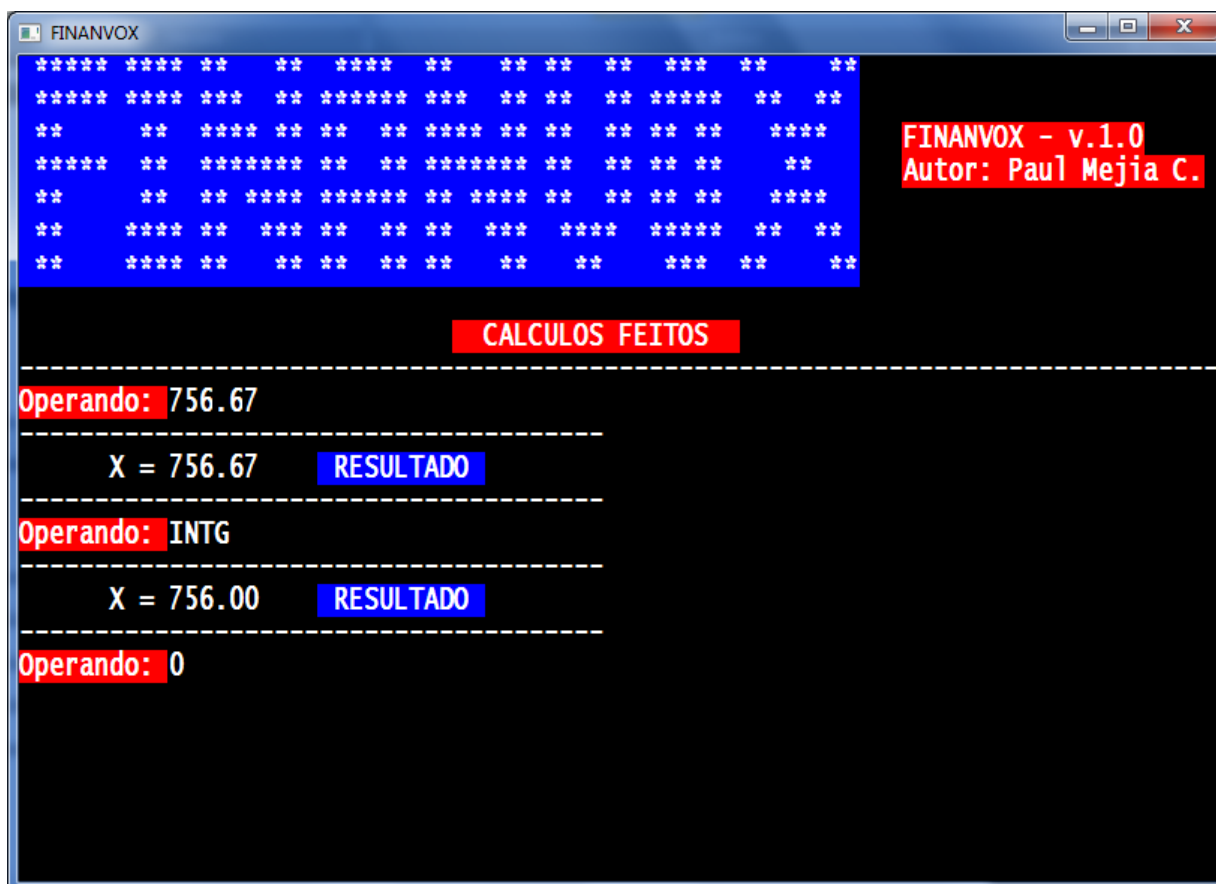 FINANVOX
FINANVOX - v.1.0
Autor: Paul Mejia C.
CALCULOS FEITOS
Operando: 756.67
X = 756.67 RESULTADO
Operando: INTG
X = 756.00 RESULTADO
Operando: 0